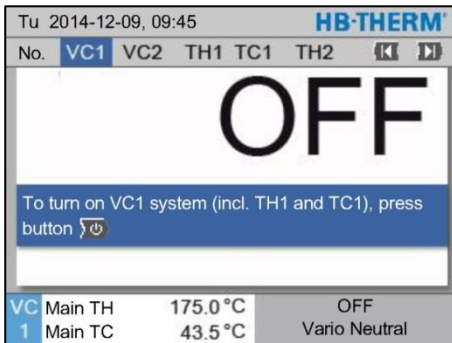 Tu 2014-12-09, 09:45 HB-THERM®
No. VC1 VC2 TH1 TC1 TH2
OFF
To turn on VC1 system (incl. TH1 and TC1), press
button
VC Main TH 175.0 °C OFF
1 Main TC 43.5 °C Vario Neutral